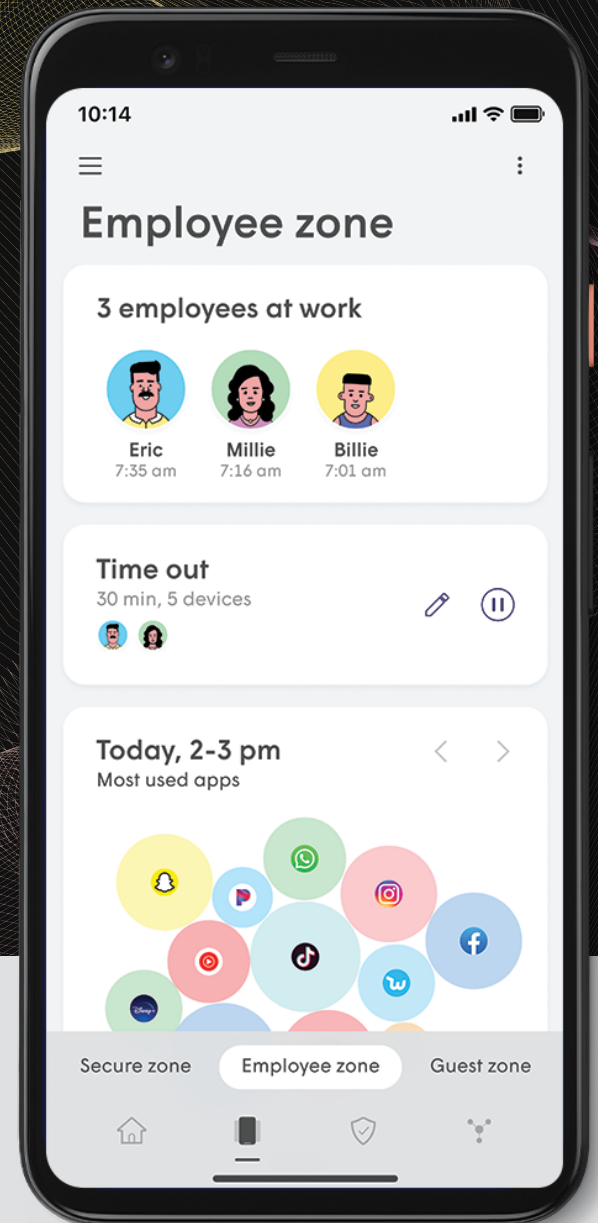 10:14
Employee zone
3 employees at work
Eric Millie Billie
7:35 am 7:16 am 7:01 am
Time out
30 min, 5 devices
Today, 2-3 pm
Most used apps
Disney+
Secure zone Employee zone Guest zone